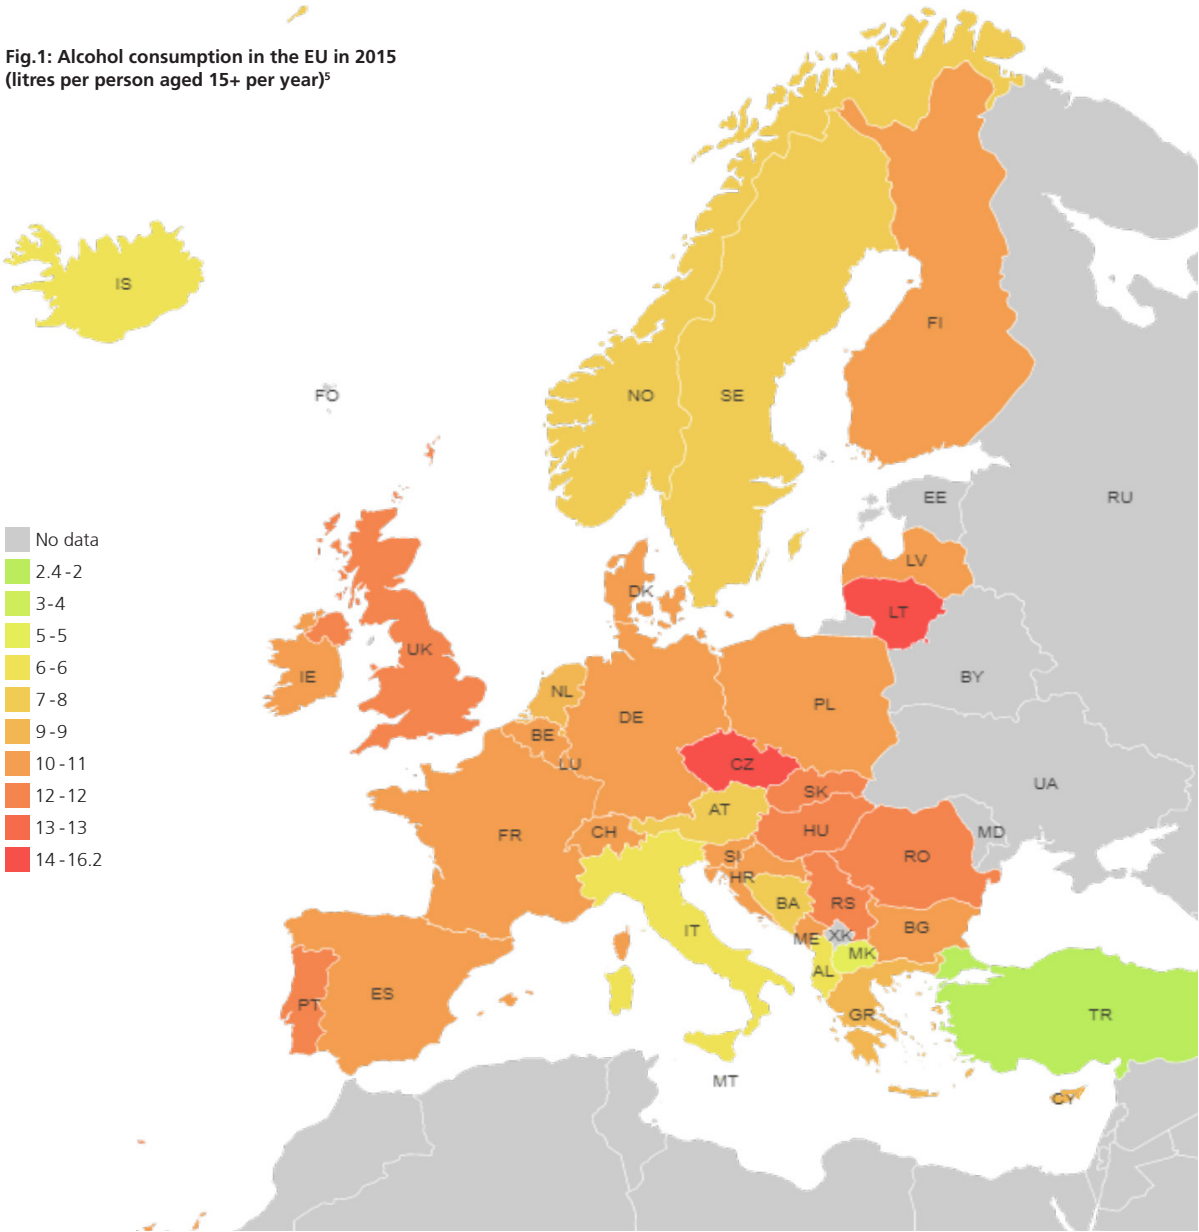 Fig.1: Alcohol consumption in the EU in 2015
(litres per person aged 15+ per year)⁵
IS
FI
FO
NO
SE
EE
RU
No data
2.4-2
3-4
5-5
6-6
7-8
9-9
10-11
12-12
13-13
14-16.2
LV
DK
LT
UK
IE
BY
NL
DE
PL
BE
LU
CZ
UA
SK
AT
FR
CH
HU
MD
SI
RO
HR
BA
RS
IT
BG
ME
XK
MK
AL
ES
PT
GR
TR
MT
CY